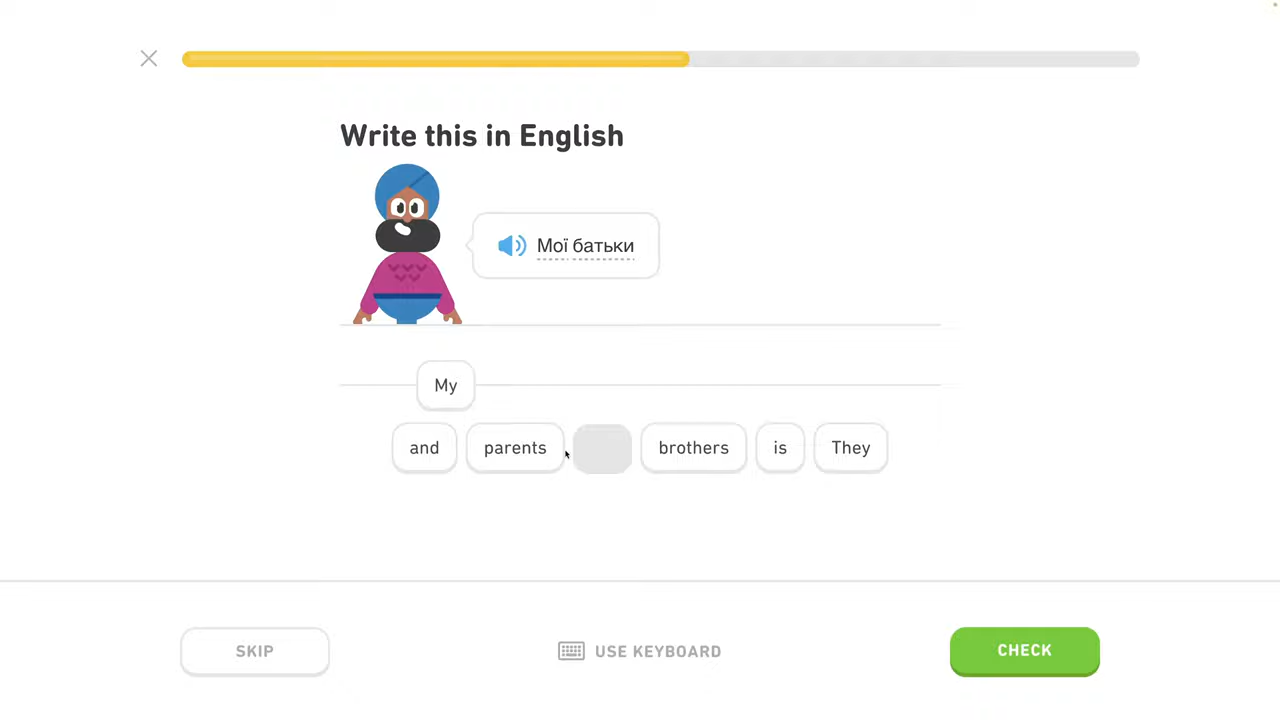 Write this in English
Мої батьки
My
and parents brothers is They
SKIP USE KEYBOARD CHECK